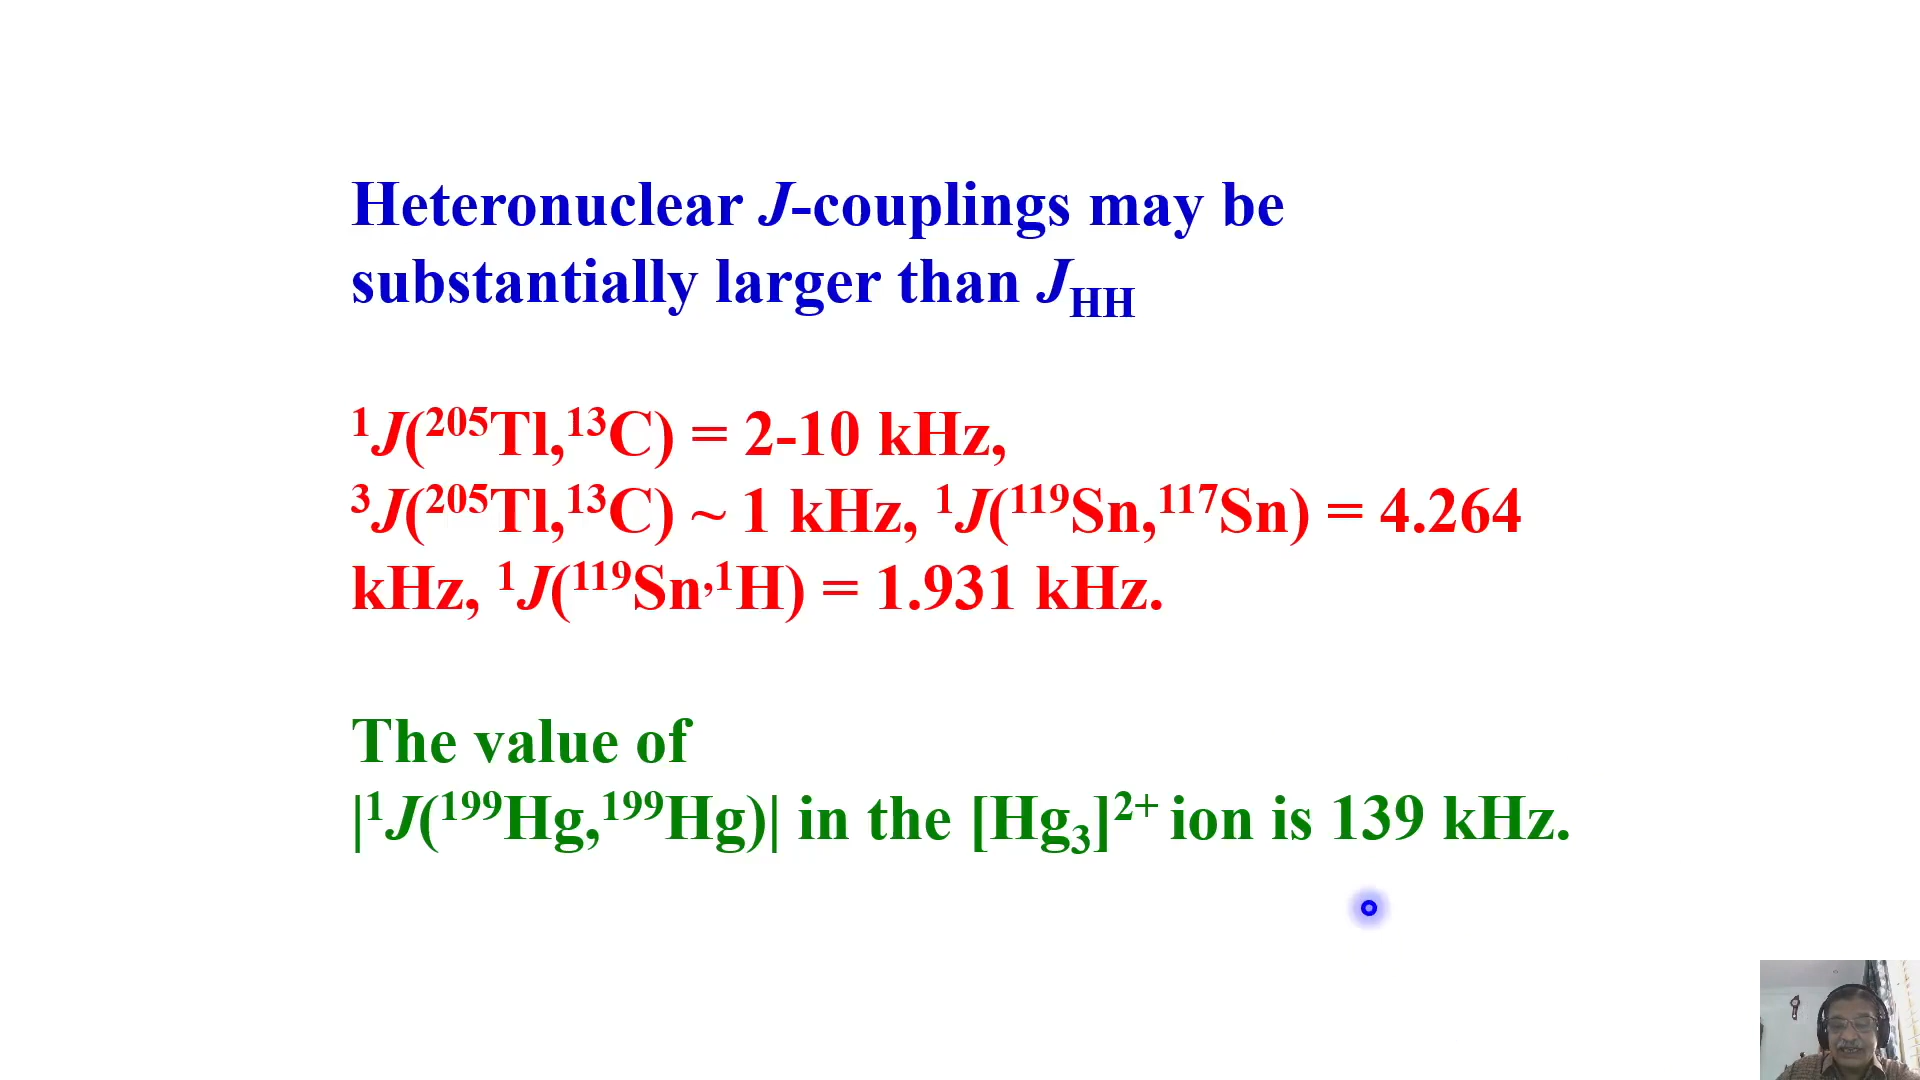 Heteronuclear J-couplings may be
substantially larger than J_HH
¹J(²⁰⁵Tl,¹³C) = 2-10 kHz,
³J(²⁰⁵Tl,¹³C) ~ 1 kHz, ¹J(¹¹⁹Sn,¹¹⁷Sn) = 4.264
kHz, ¹J(¹¹⁹Sn,¹H) = 1.931 kHz.
The value of
|¹J(¹⁹⁹Hg,¹⁹⁹Hg)| in the [Hg₃]²⁺ ion is 139 kHz.